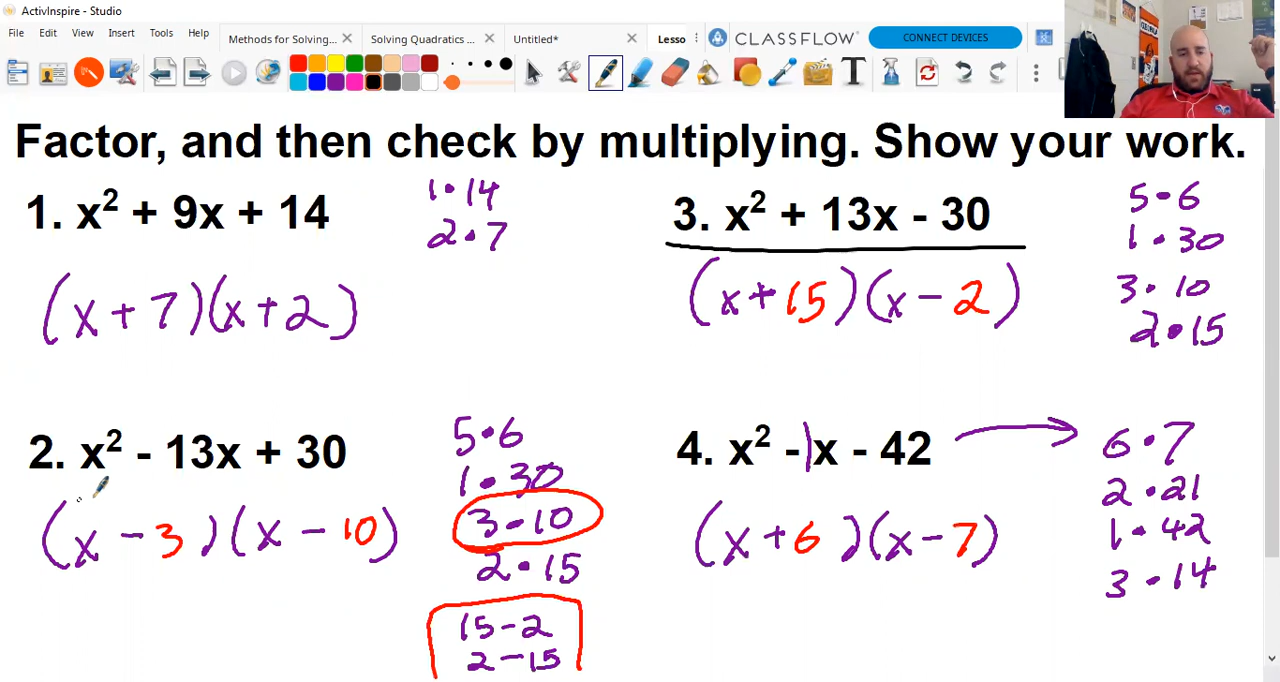 ActivInspire - Studio
File Edit View Insert Tools Help
Methods for Solving... Solving Quadratics ... Untitled* Lesso
CLASSFLOW
CONNECT DEVICES
Factor, and then check by multiplying. Show your work.
1. x² + 9x + 14
1 · 14
2 · 7
(x + 7)(x + 2)
3. x² + 13x - 30
5 · 6
1 · 30
3 · 10
2 · 15
(x + 15)(x - 2)
2. x² - 13x + 30
5 · 6
1 · 30
3 · 10
2 · 15
(x - 3)(x - 10)
15 - 2
2 - 15
4. x² - 1x - 42
6 · 7
2 · 21
1 · 42
3 · 14
(x + 6)(x - 7)